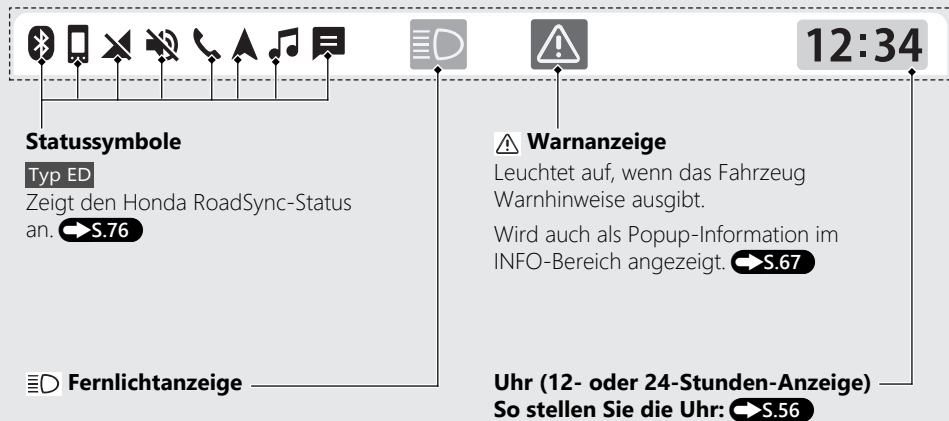 12:34
Statussymbole
Typ ED
Zeigt den Honda RoadSync-Status
an. S.76
Warnanzeige
Leuchtet auf, wenn das Fahrzeug
Warnhinweise ausgibt.
Wird auch als Popup-Information im
INFO-Bereich angezeigt. S.67
Fernlichtanzeige
Uhr (12- oder 24-Stunden-Anzeige)
So stellen Sie die Uhr: S.56